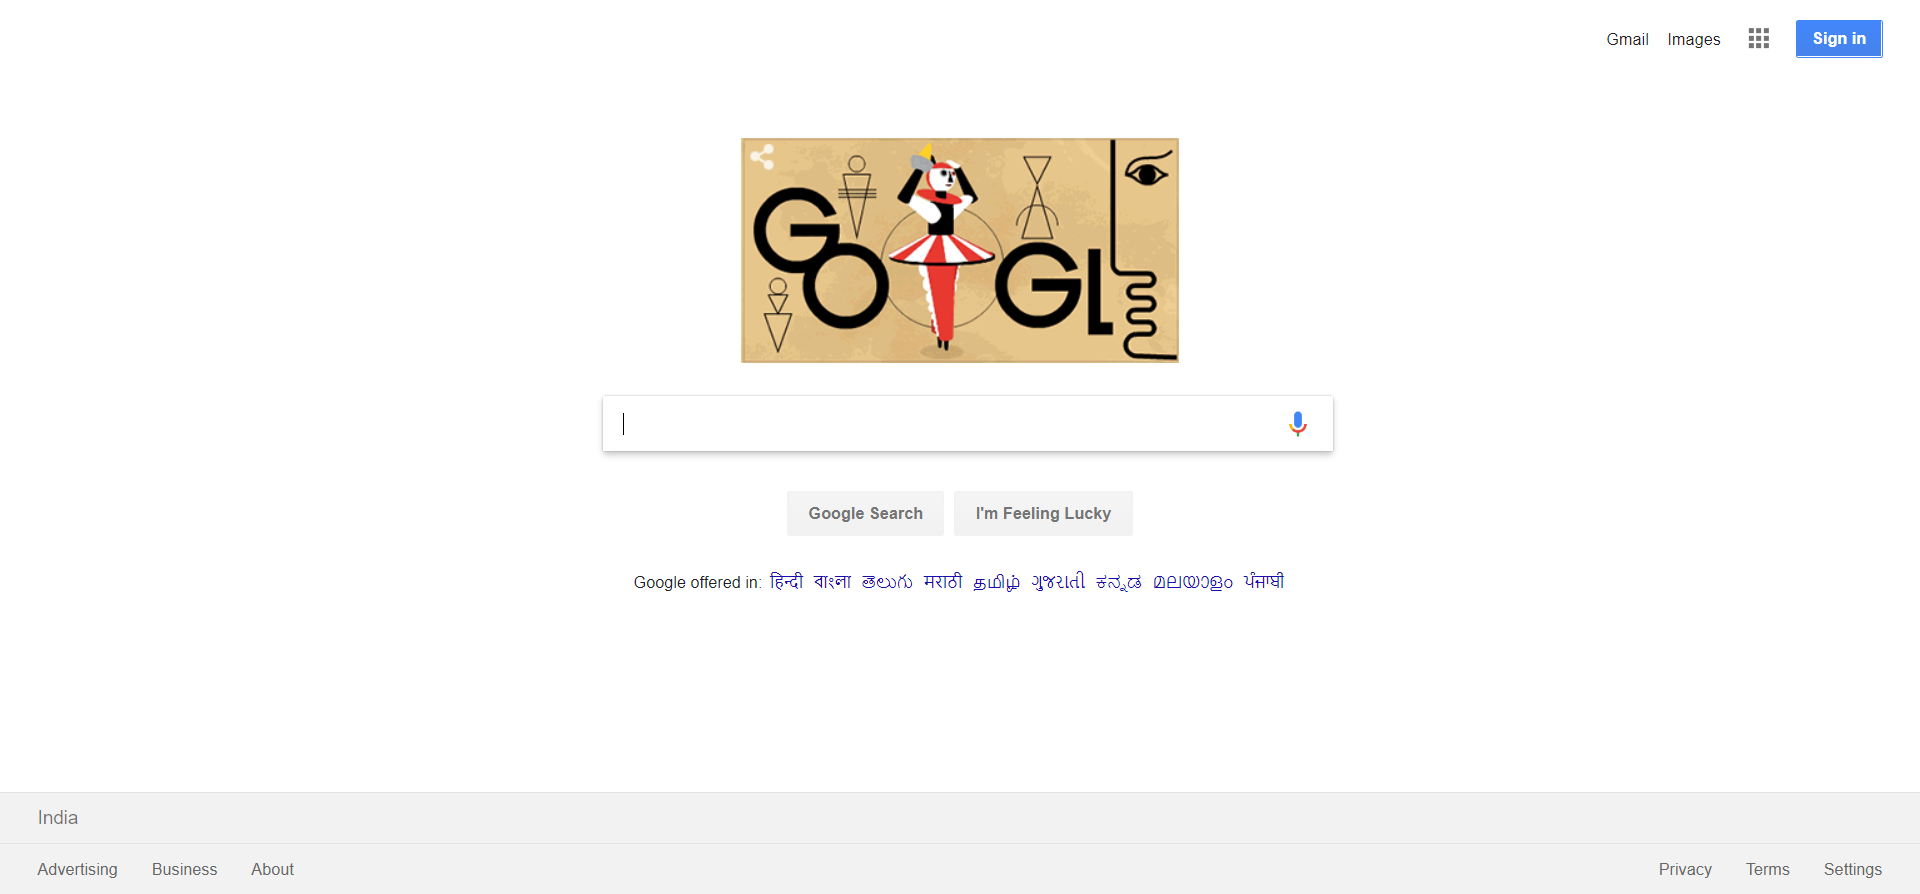 Gmail Images Sign in
GOOGL
Google Search I'm Feeling Lucky
Google offered in: हिन्दी বাংলা తెలుగు मराठी தமிழ் ગુજરાતી ಕನ್ನಡ മലയാളം ਪੰਜਾਬੀ
India
Advertising Business About Privacy Terms Settings